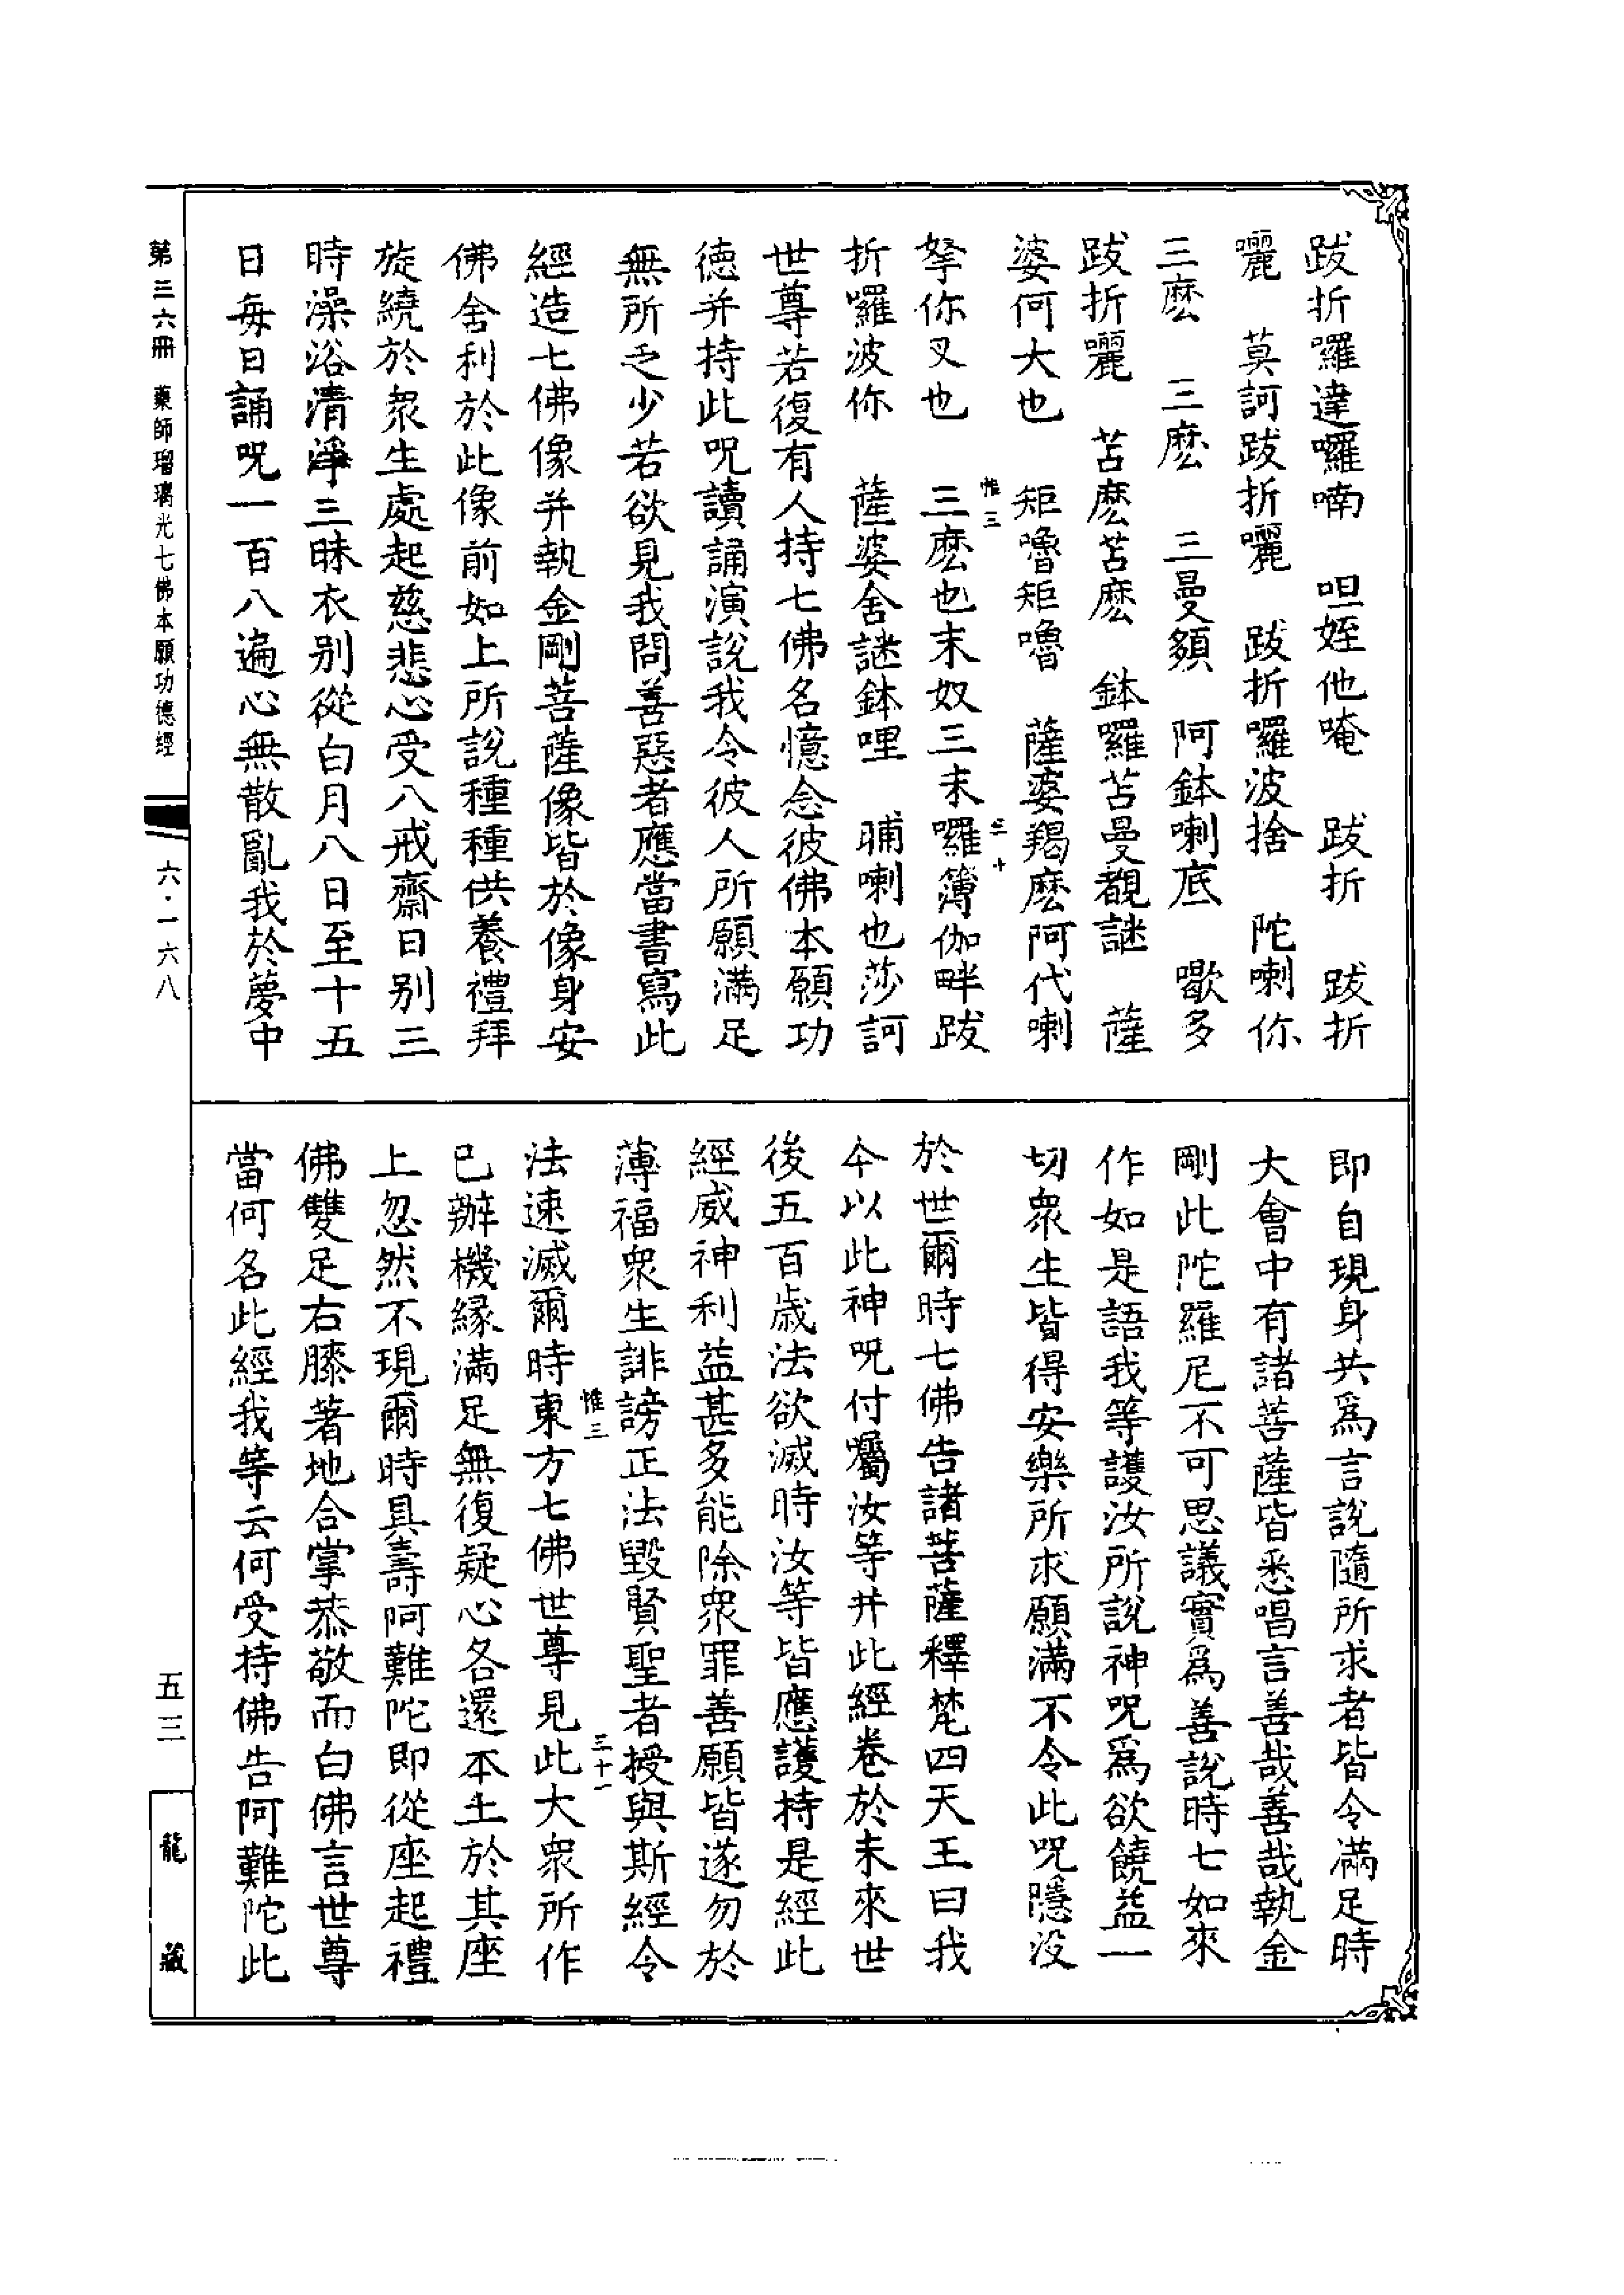 跋折囉達囉喃　呾姪他唵　跋折　跋折
囇　莫訶跋折囇　跋折囉波捨　陀喇你
三麽　三麽　三曼頞　阿鉢喇底　㰤多
跋折囇　苫麽苫麽　鉢囉苫曼覩謎　薩
婆何大也　矩嚕矩嚕　薩婆羯麽阿代喇
拏你叉也　三麽也末奴三末囉簿伽畔跋
惟三
三十
折囉波你　薩婆舍謎鉢哩　晡喇也莎訶
世尊若復有人持七佛名憶念彼佛本願功
德并持此呪讀誦演說我令彼人所願滿足
無所乏少若欲見我問善惡者應當書寫此
經造七佛像并執金剛菩薩像皆於像身安
佛舍利於此像前如上所說種種供養禮拜
旋繞於衆生處起慈悲心受八戒齋日別三
時澡浴清淨三昧衣別從白月八日至十五
日每日誦呪一百八遍心無散亂我於夢中
即自現身共爲言說隨所求者皆令滿足時
大會中有諸菩薩皆悉唱言善哉善哉執金
剛此陀羅尼不可思議實爲善說時七如來
作如是語我等護汝所說神呪爲欲饒益一
切衆生皆得安樂所求願滿不令此呪隱沒
於世爾時七佛告諸菩薩釋梵四天王曰我
今以此神呪付囑汝等并此經卷於未來世
後五百歲法欲滅時汝等皆應護持是經此
經威神利益甚多能除衆罪善願皆遂勿於
薄福衆生誹謗正法毀賢聖者授與斯經令
惟三
三十一
法速滅爾時東方七佛世尊見此大衆所作
已辦機緣滿足無復疑心各還本土於其座
上忽然不現爾時具壽阿難陀即從座起禮
佛雙足右膝著地合掌恭敬而白佛言世尊
當何名此經我等云何受持佛告阿難陀此
第三六冊　藥師瑠璃光七佛本願功德經
六·一六八
五三
龍藏